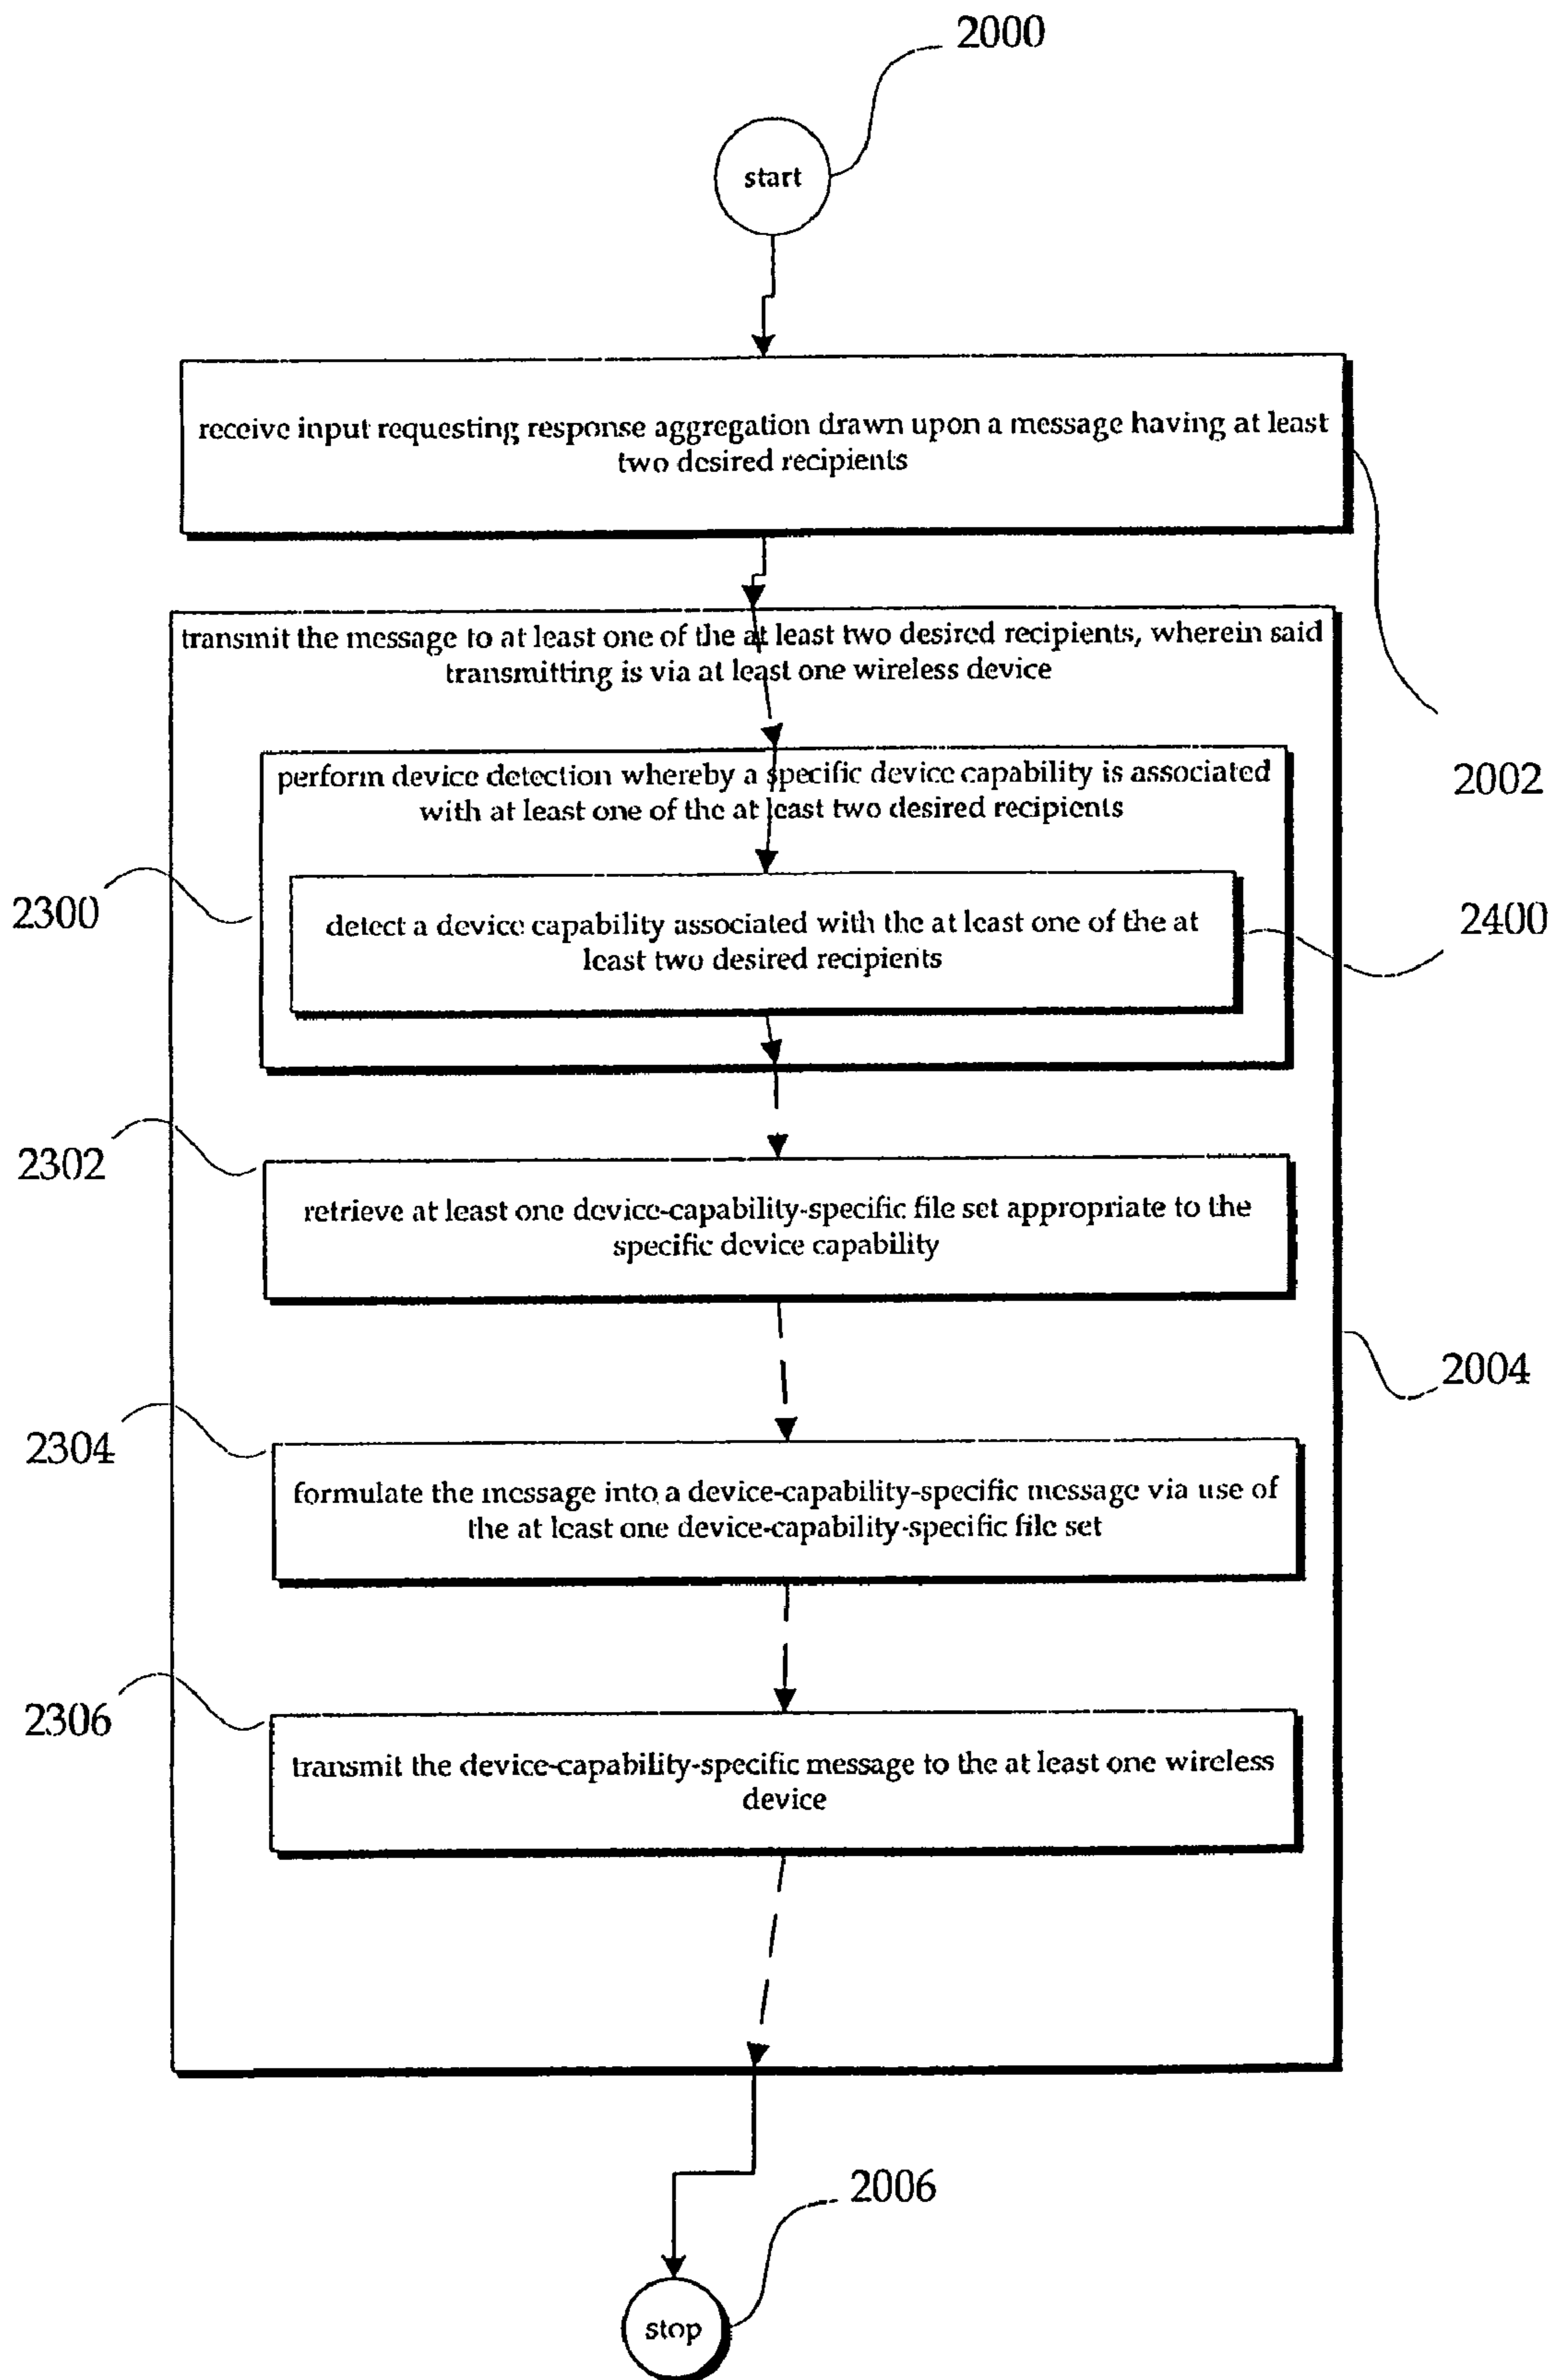 2000
start
receive input requesting response aggregation drawn upon a message having at least
two desired recipients
transmit the message to at least one of the at least two desired recipients, wherein said
transmitting is via at least one wireless device
2002
perform device detection whereby a specific device capability is associated
with at least one of the at least two desired recipients
2300
2400
detect a device capability associated with the at least one of the at
least two desired recipients
2302
retrieve at least one device-capability-specific file set appropriate to the
specific device capability
2004
2304
formulate the message into a device-capability-specific message via use of
the at least one device-capability-specific file set
2306
transmit the device-capability-specific message to the at least one wireless
device
2006
stop